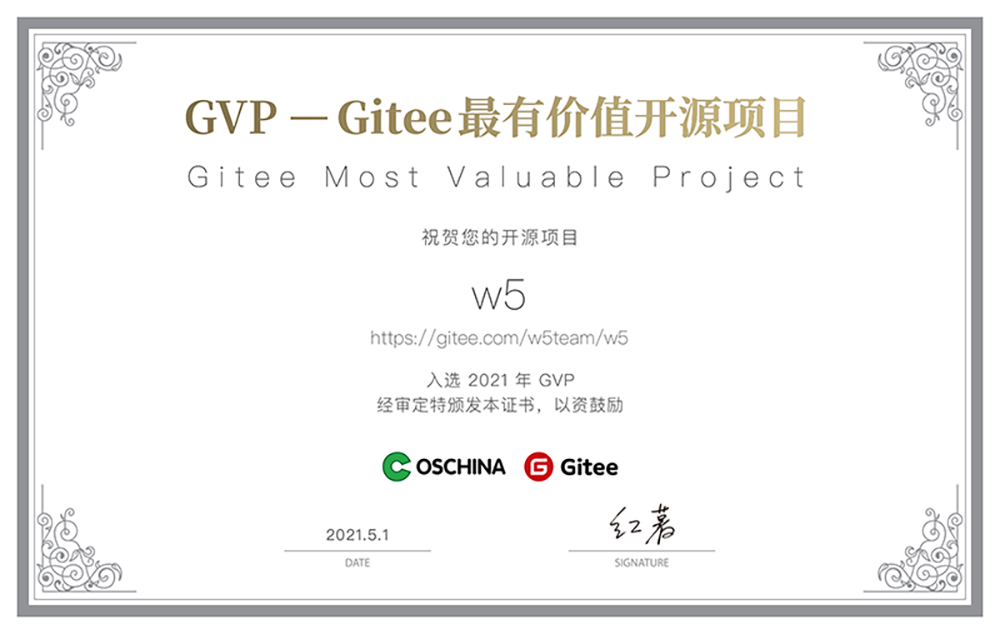 GVP — Gitee最有价值开源项目
Gitee Most Valuable Project
祝贺您的开源项目
w5
https://gitee.com/w5team/w5
入选 2021 年 GVP
经审定特颁发本证书，以资鼓励
OSCHINA Gitee
2021.5.1 红薯
DATE SIGNATURE